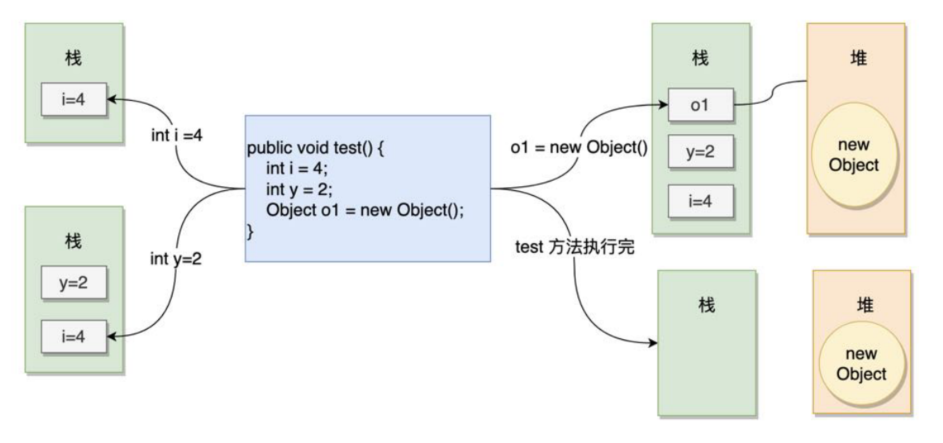 栈
i=4
int i =4
栈
y=2
i=4
int y=2
public void test() {
int i = 4;
int y = 2;
Object o1 = new Object();
}
o1 = new Object()
栈
o1
y=2
i=4
堆
new
Object
test 方法执行完
栈
堆
new
Object